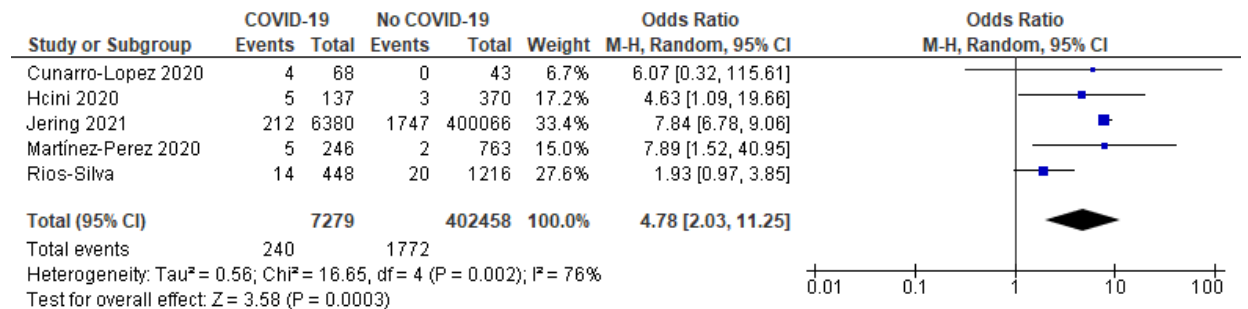 COVID-19 No COVID-19 Odds Ratio Odds Ratio
Study or Subgroup Events Total Events Total Weight M-H, Random, 95% CI M-H, Random, 95% CI
Cunarro-Lopez 2020 4 68 0 43 6.7% 6.07 [0.32, 115.61]
Hcini 2020 5 137 3 370 17.2% 4.63 [1.09, 19.66]
Jering 2021 212 6380 1747 400066 33.4% 7.84 [6.78, 9.06]
Martínez-Perez 2020 5 246 2 763 15.0% 7.89 [1.52, 40.95]
Rios-Silva 14 448 20 1216 27.6% 1.93 [0.97, 3.85]
Total (95% CI) 7279 402458 100.0% 4.78 [2.03, 11.25]
Total events 240 1772
Heterogeneity: Tau² = 0.56; Chi² = 16.65, df = 4 (P = 0.002); I² = 76%
Test for overall effect: Z = 3.58 (P = 0.0003)
0.01 0.1 1 10 100